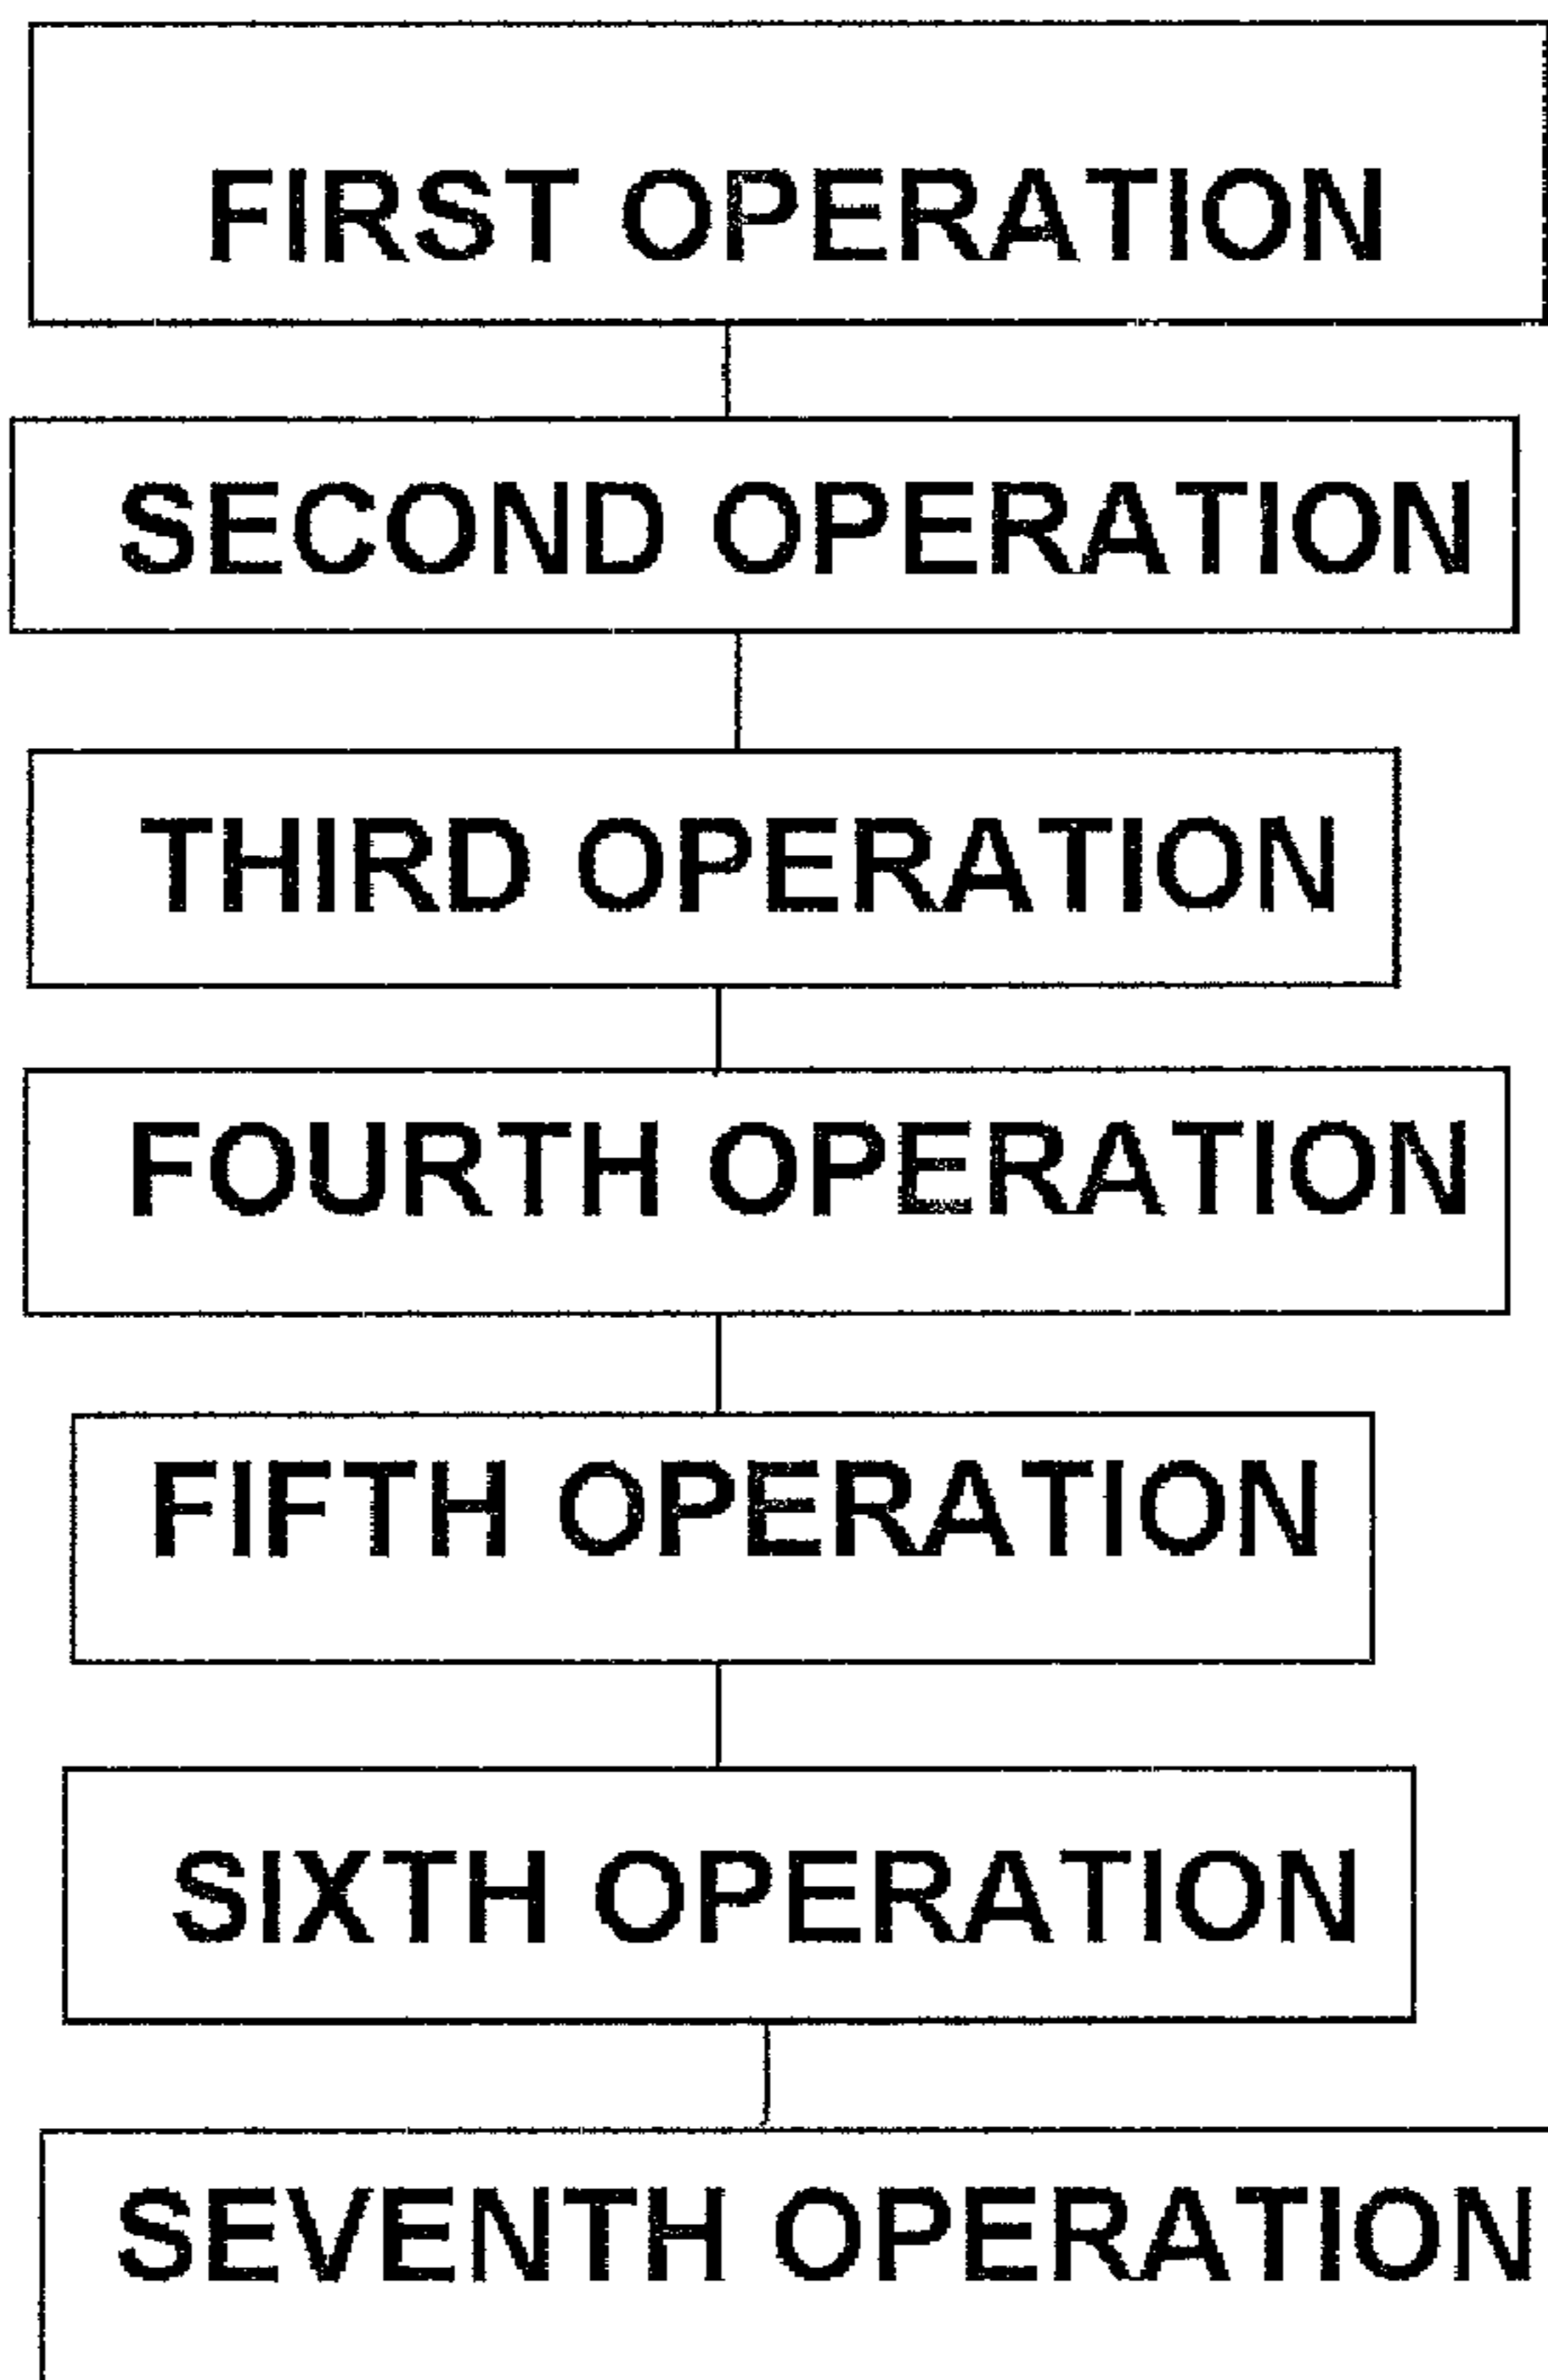 FIRST OPERATION
SECOND OPERATION
THIRD OPERATION
FOURTH OPERATION
FIFTH OPERATION
SIXTH OPERATION
SEVENTH OPERATION